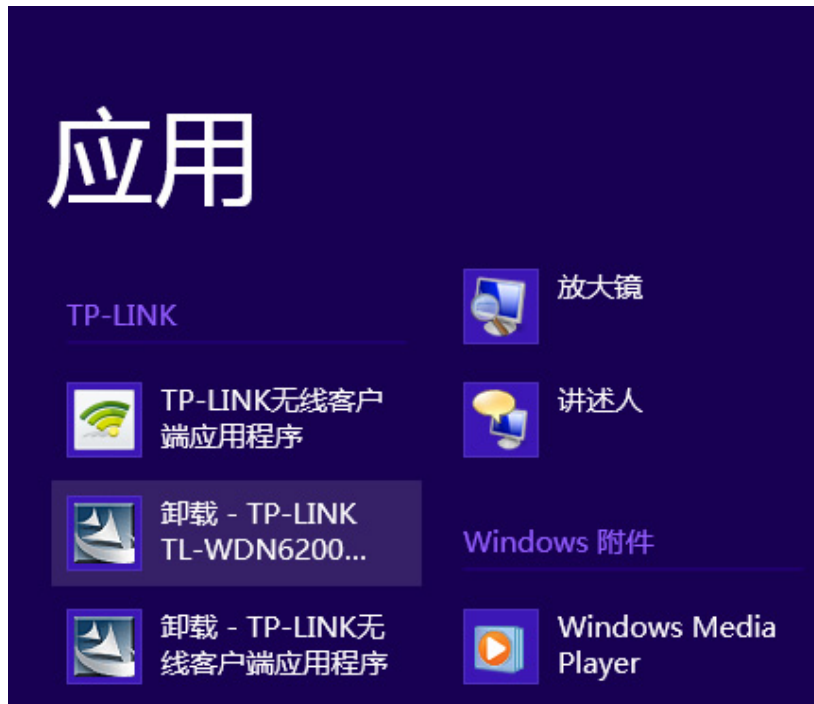 应用
TP-LINK
TP-LINK无线客户
端应用程序
卸载 - TP-LINK
TL-WDN6200...
卸载 - TP-LINK无
线客户端应用程序
放大镜
讲述人
Windows 附件
Windows Media
Player